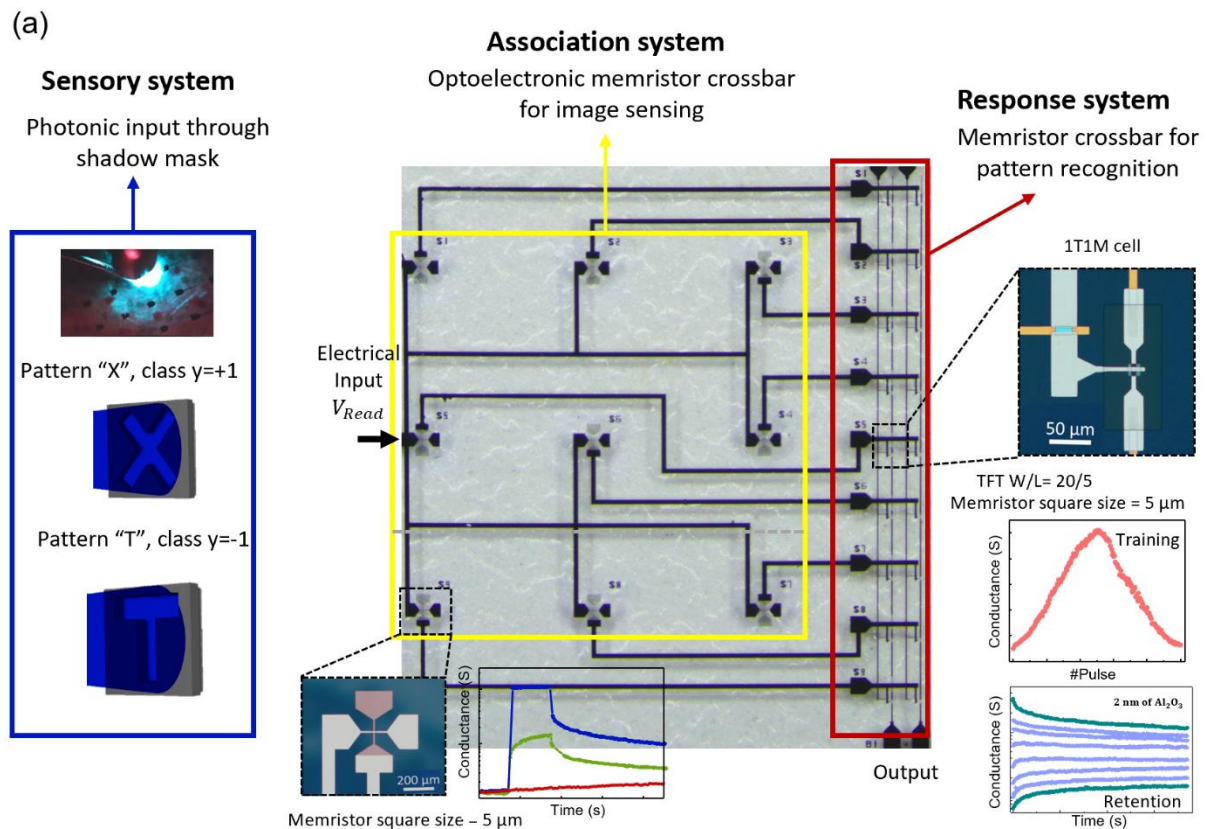 (a)
Sensory system
Photonic input through
shadow mask
Pattern “X”, class y=+1
Pattern “T”, class y=-1
Association system
Optoelectronic memristor crossbar
for image sensing
Response system
Memristor crossbar for
pattern recognition
Electrical
Input
V_Read
S1
S2
S3
S5
S6
S4
S9
S8
S7
S1
S2
S3
S4
S5
S6
S7
S8
S9
B1
Output
1T1M cell
50 μm
TFT W/L= 20/5
Memristor square size = 5 μm
Conductance (S)
Training
#Pulse
Conductance (S)
2 nm of Al₂O₃
Retention
Time (s)
200 μm
Conductance (S)
Time (s)
Memristor square size – 5 μm